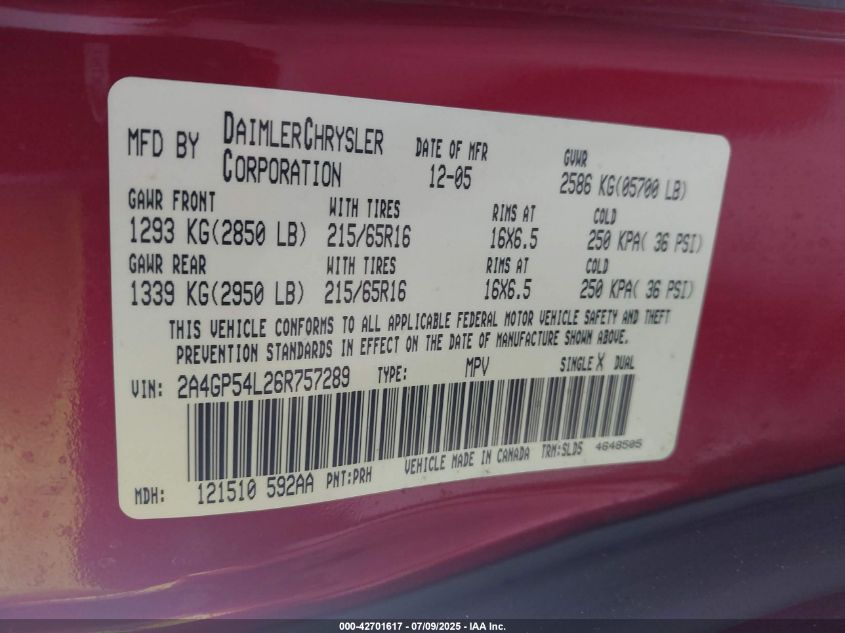 MFD BY DAIMLERCHRYSLER CORPORATION DATE OF MFR 12-05 GVWR 2586 KG(05700 LB)
GAWR FRONT WITH TIRES RIMS AT COLD
1293 KG(2850 LB) 215/65R16 16X6.5 250 KPA( 36 PSI)
GAWR REAR WITH TIRES RIMS AT COLD
1339 KG(2950 LB) 215/65R16 16X6.5 250 KPA( 36 PSI)
THIS VEHICLE CONFORMS TO ALL APPLICABLE FEDERAL MOTOR VEHICLE SAFETY AND THEFT
PREVENTION STANDARDS IN EFFECT ON THE DATE OF MANUFACTURE SHOWN ABOVE.
VIN: 2A4GP54L26R757289 TYPE: MPV SINGLE X DUAL
MDH: 121510 592AA PNT:PRH VEHICLE MADE IN CANADA TRM:SLD5 4648505
000-42701617 / 07/09/2025 - IAA Inc.